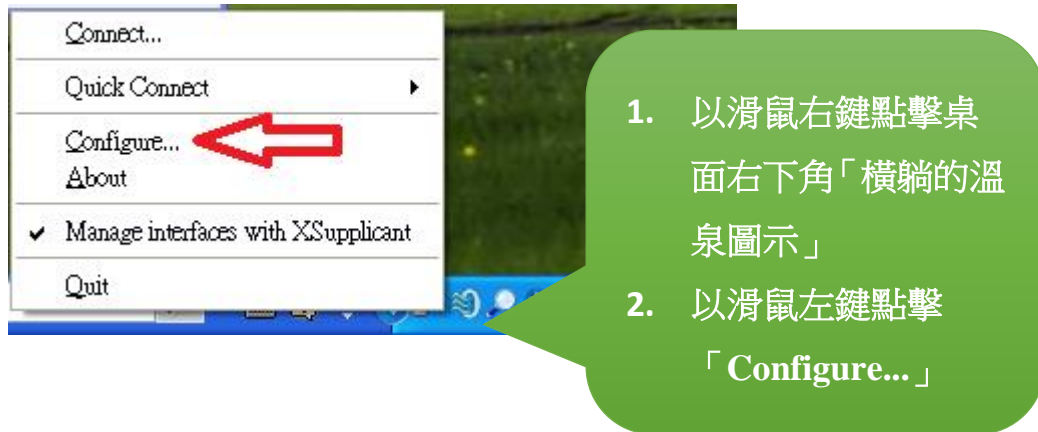 Connect...
Quick Connect
Configure...
About
Manage interfaces with XSupplicant
Quit
1. 以滑鼠右鍵點擊桌
面右下角「橫躺的溫
泉圖示」
2. 以滑鼠左鍵點擊
「Configure...」